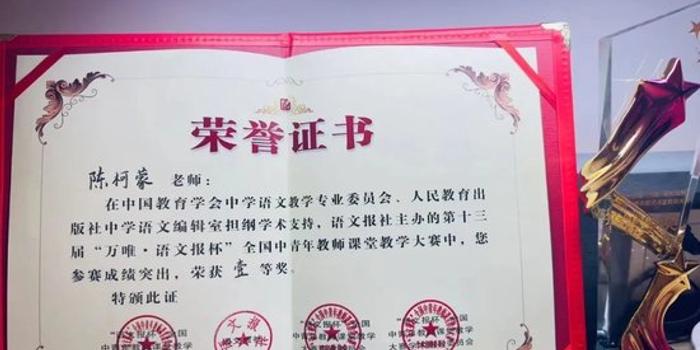 荣誉证书
陈柯蒙 老师：
在中国教育学会中学语文教学专业委员会、人民教育出
版社中学语文编辑室担纲学术支持，语文报社主办的第十三
届“万唯·语文报杯”全国中青年教师课堂教学大赛中，您
参赛成绩突出，荣获 壹 等奖。
特颁此证